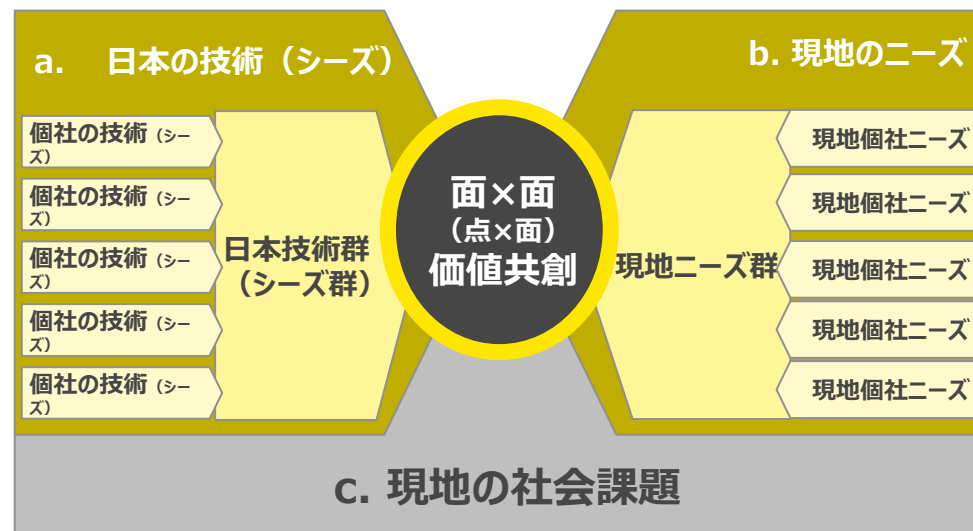 a. 日本の技術（シーズ）
個社の技術（シー
ズ）
個社の技術（シー
ズ）
個社の技術（シー
ズ）
個社の技術（シー
ズ）
個社の技術（シー
ズ）
日本技術群
（シーズ群）
面×面
（点×面）
価値共創
b. 現地のニーズ
現地ニーズ群
現地個社ニーズ
現地個社ニーズ
現地個社ニーズ
現地個社ニーズ
現地個社ニーズ
c. 現地の社会課題